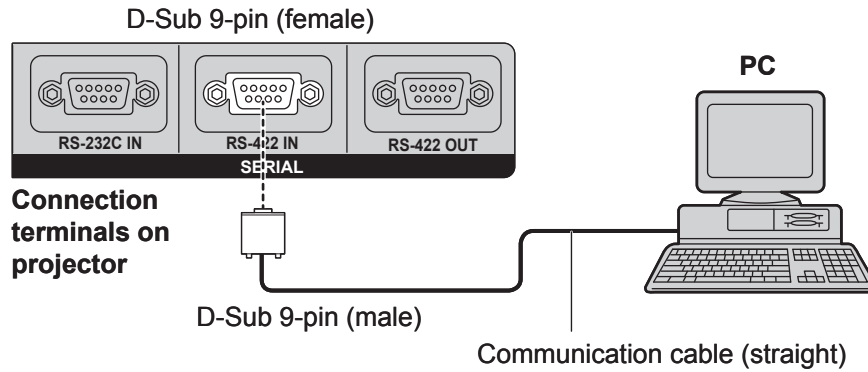 D-Sub 9-pin (female)
PC
RS-232C IN
RS-422 IN
RS-422 OUT
SERIAL
Connection
terminals on
projector
D-Sub 9-pin (male)
Communication cable (straight)